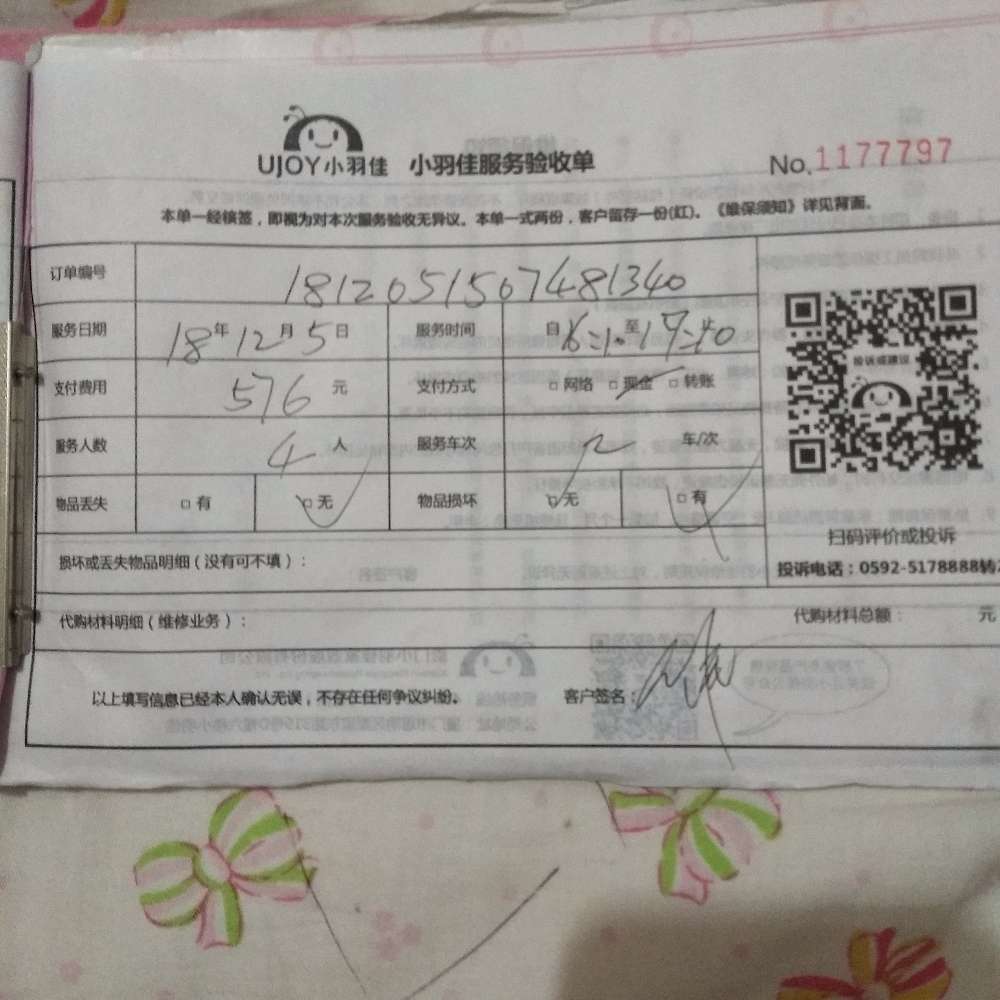 UJOY小羽佳 小羽佳服务验收单 No.1177797
本单一经核签，即视为对本次服务验收无异议。本单一式两份，客户留存一份(红)。《维保须知》详见背面。
订单编号 1812051507481340
服务日期 18年12月5日 服务时间 自 至
支付费用 576元 支付方式 □网络 □现金 □转账
服务人数 4人 服务车次 2 车/次
物品丢失 □有 □无 物品损坏 □无 □有
投诉或建议
扫码评价或投诉
投诉电话：0592-5178888转2
损坏或丢失物品明细（没有可不填）：
代购材料明细（维修业务）： 代购材料总额： 元
以上填写信息已经本人确认无误，不存在任何争议纠纷。 客户签名：